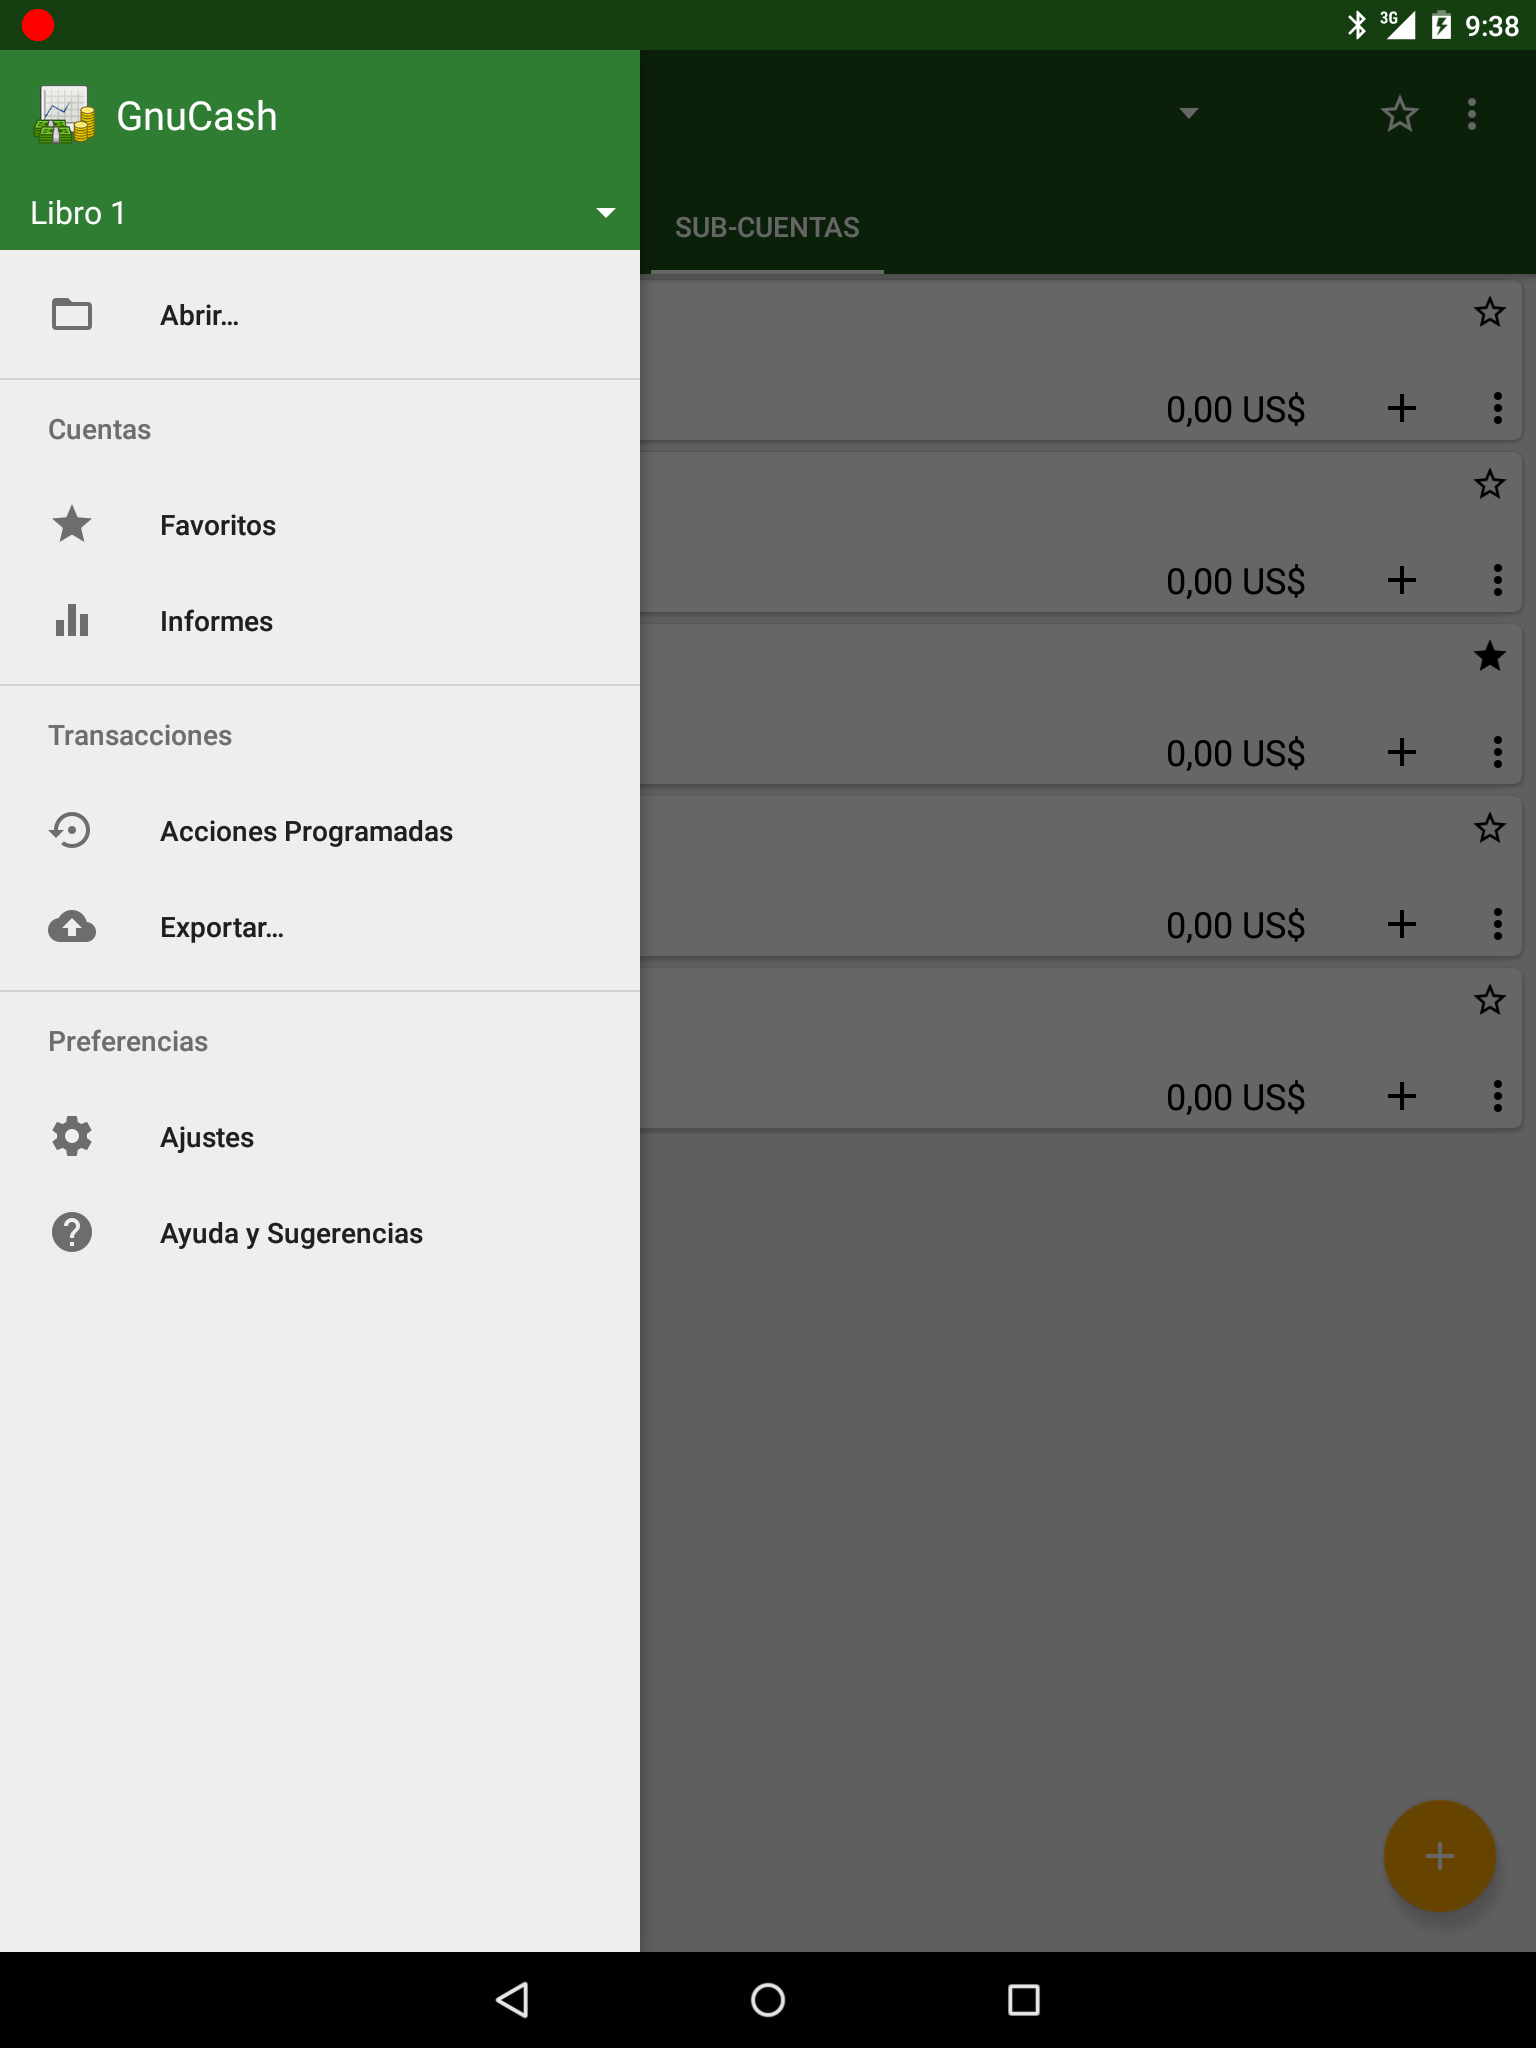 3G 9:38
GnuCash
Libro 1
SUB-CUENTAS
Abrir...
Cuentas
0,00 US$
Favoritos
0,00 US$
Informes
Transacciones
0,00 US$
Acciones Programadas
Exportar...
0,00 US$
Preferencias
0,00 US$
Ajustes
Ayuda y Sugerencias